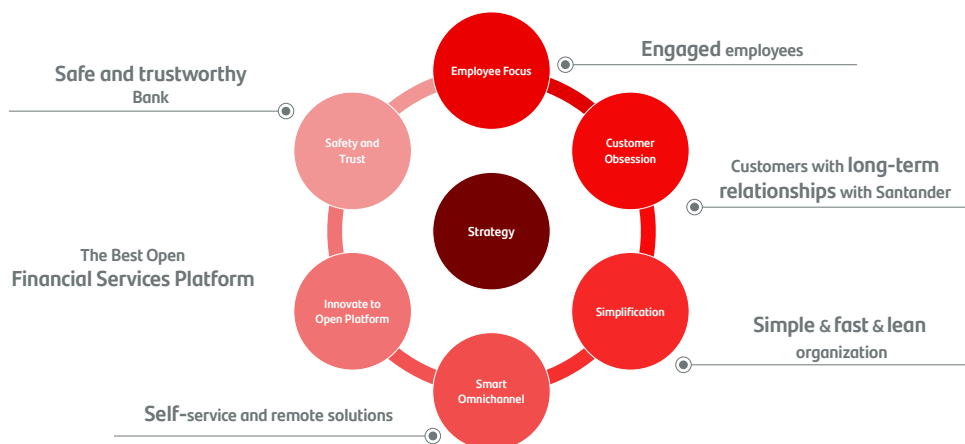 Employee Focus
Engaged employees
Safe and trustworthy
Bank
Safety and
Trust
Customer
Obsession
Customers with long-term
relationships with Santander
Strategy
The Best Open
Financial Services Platform
Innovate to
Open Platform
Simplification
Simple & fast & lean
organization
Smart
Omnichannel
Self-service and remote solutions